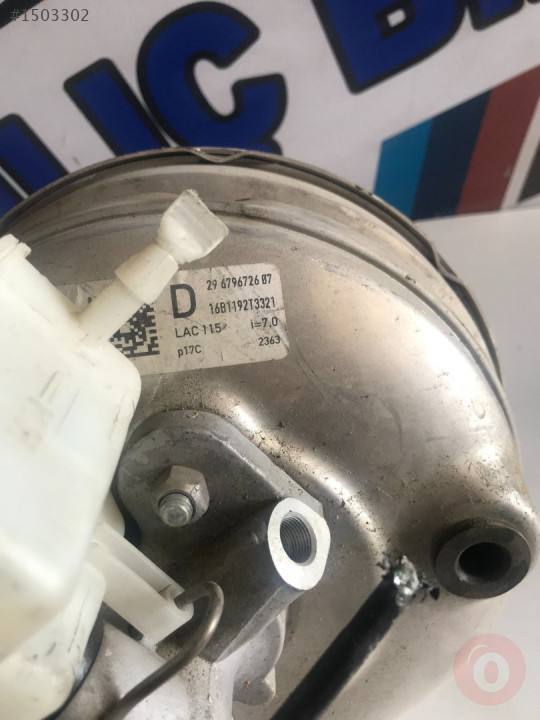 #1503302
D
29 6796726 07
16B1192T3321
LAC 115 i=7,0
p17C 2363